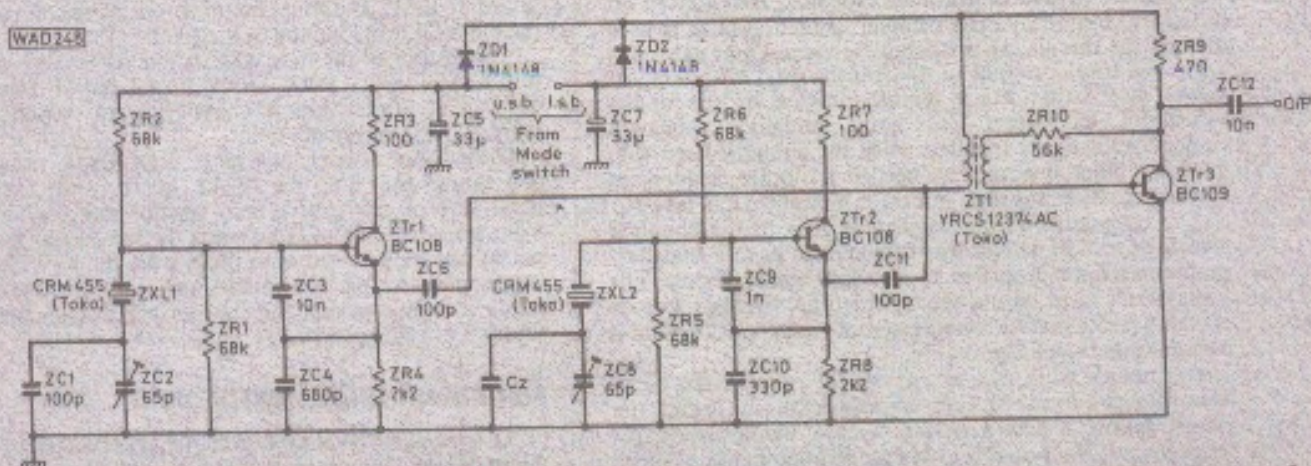 WAD248
ZD1
1N4148
ZD2
1N4148
ZR9
470
ZC12
10n
ZR2
68k
ZR3
100
ZC5
33µ
u.s.b. l.s.b.
From
Mode
switch
ZC7
33µ
ZR6
68k
ZR7
100
ZR10
56k
ZTr1
BC108
ZTr2
BC108
ZT1
YRCS12374AC
(Toko)
ZTr3
BC109
CRM455
(Toko)
ZXL1
ZC3
10n
ZC6
100p
CRM455
(Toko)
ZXL2
ZC9
1n
ZC11
100p
ZR1
68k
ZR5
68k
ZC1
100p
ZC2
65p
ZC4
680p
ZR4
2k2
Cz
ZC8
65p
ZC10
330p
ZR8
2k2